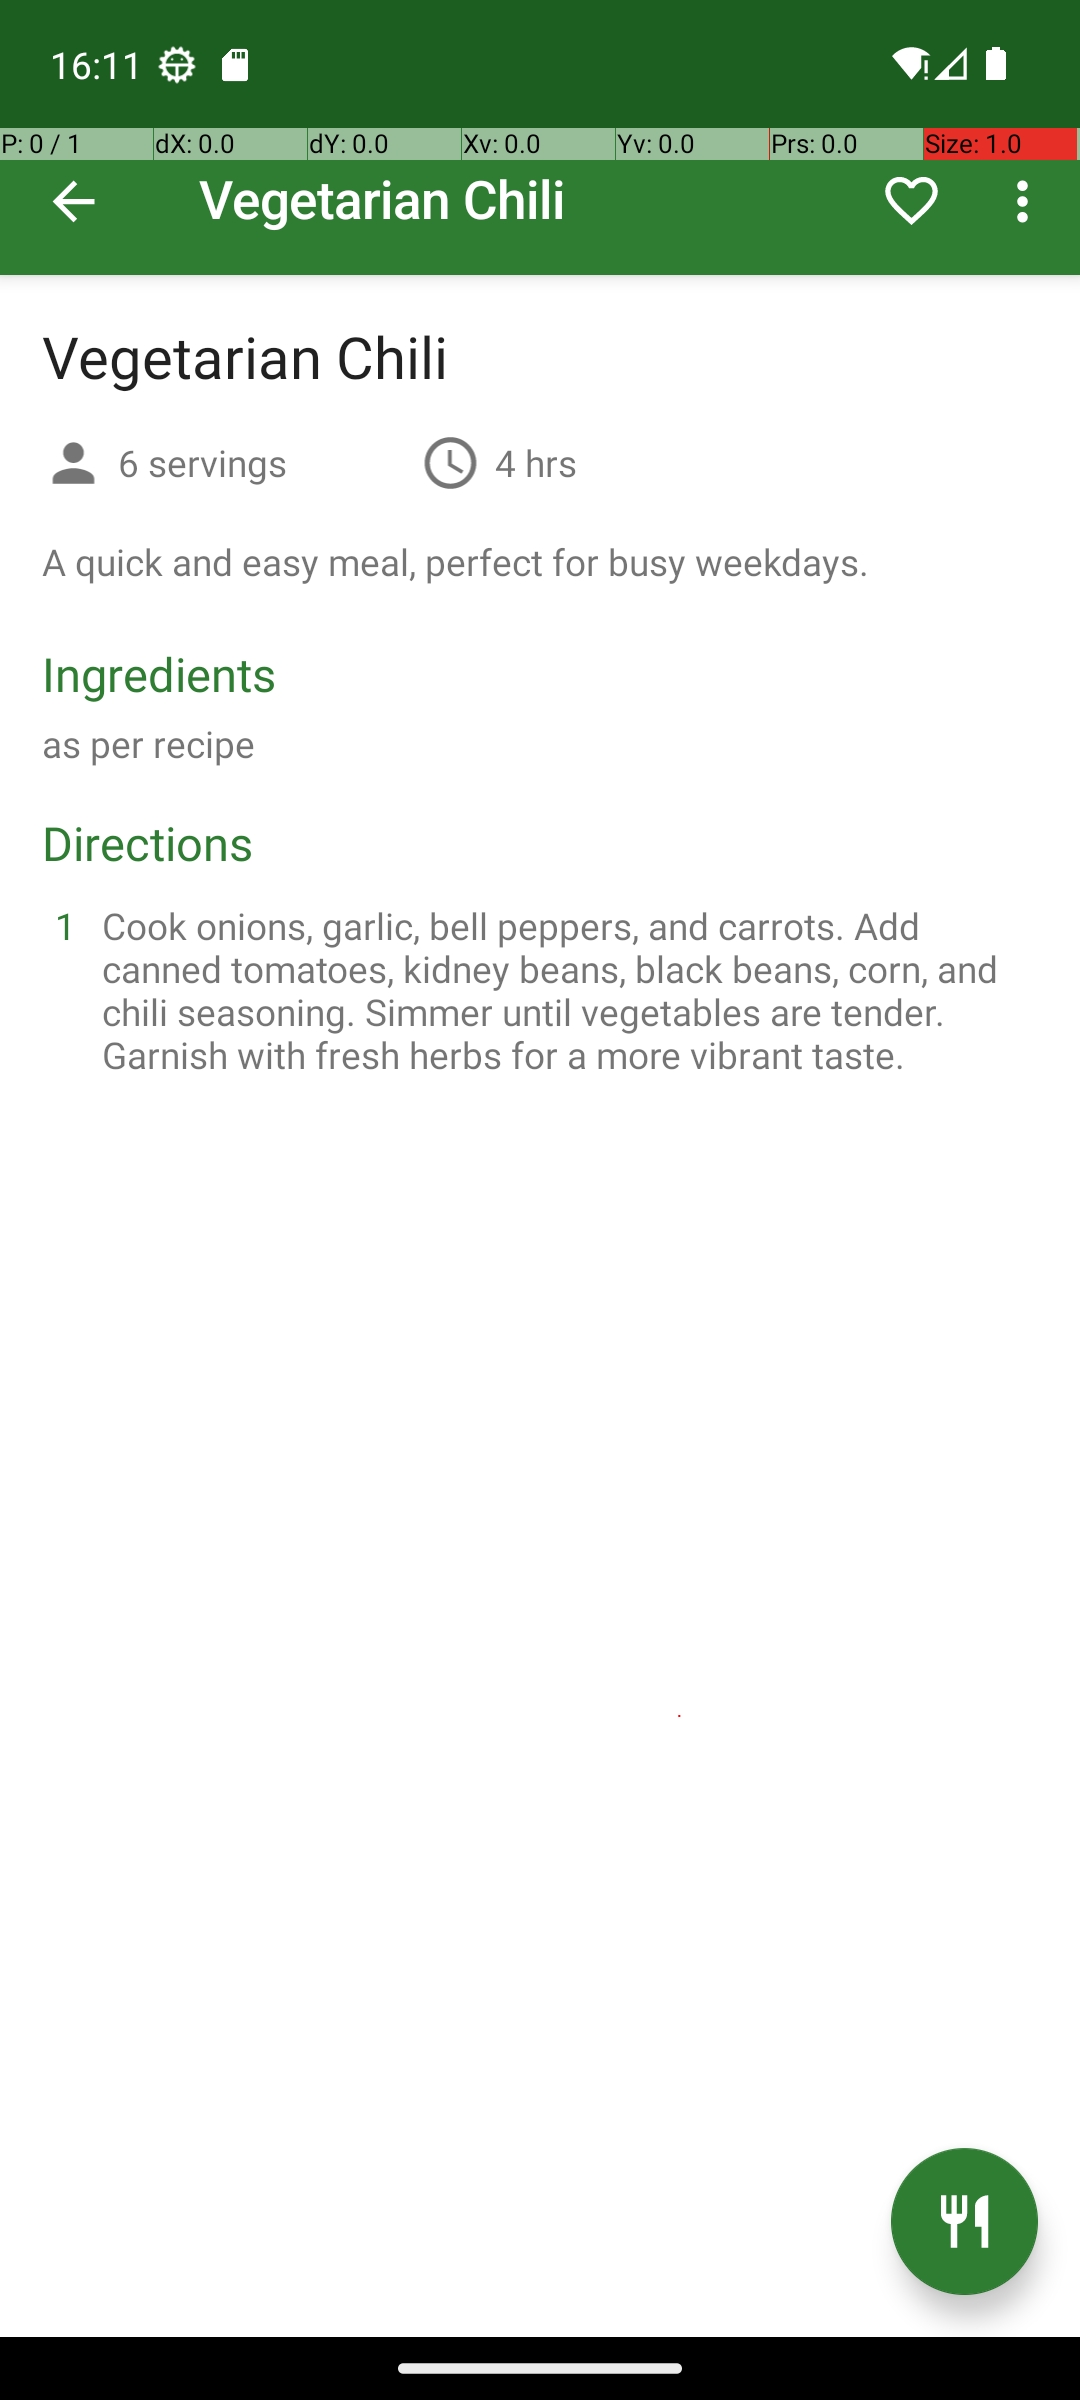 16:11
P: 0 / 1
dX: 0.0
dY: 0.0
Xv: 0.0
Yv: 0.0
Prs: 0.0
Size: 1.0
Vegetarian Chili
Vegetarian Chili
6 servings
4 hrs
A quick and easy meal, perfect for busy weekdays.
Ingredients
as per recipe
Directions
1 Cook onions, garlic, bell peppers, and carrots. Add
canned tomatoes, kidney beans, black beans, corn, and
chili seasoning. Simmer until vegetables are tender.
Garnish with fresh herbs for a more vibrant taste.